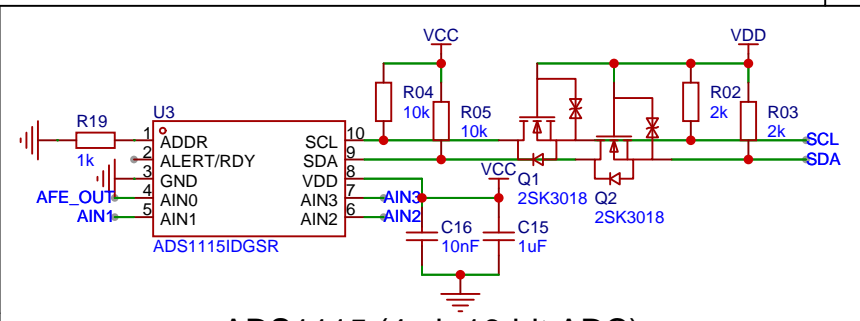 VCC
VDD
R04
10k
R05
10k
R02
2k
R03
2k
R19
1k
U3
1 ADDR
2 ALERT/RDY
3 GND
4 AIN0
5 AIN1
SCL 10
SDA 9
VDD 8
AIN3 7
AIN2 6
ADS1115IDGSR
AFE_OUT
AIN1
AIN3
AIN2
SCL
SDA
VCC
Q1
2SK3018
Q2
2SK3018
C16
10nF
C15
1uF